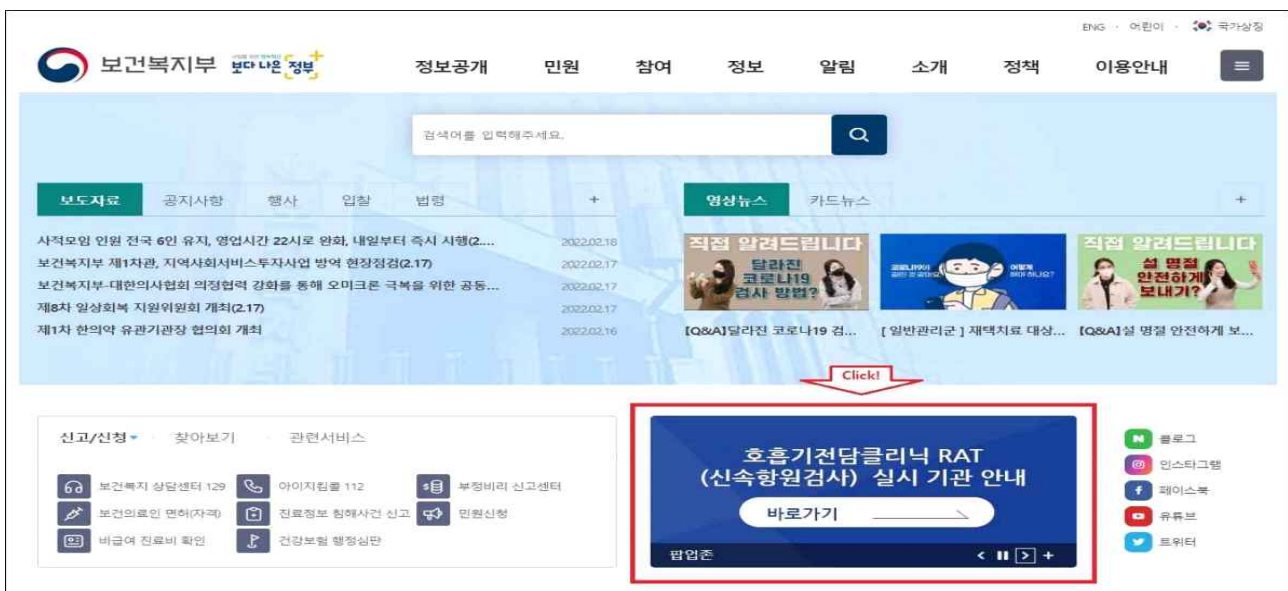 ENG · 어린이 · 국가상징
보건복지부 보다 나은 정부
정보공개 민원 참여 정보 알림 소개 정책 이용안내
검색어를 입력해주세요.
보도자료 공지사항 행사 입찰 법령 +
영상뉴스 카드뉴스 +
사적모임 인원 전국 6인 유지, 영업시간 22시로 완화, 내일부터 즉시 시행(2.... 2022.02.18
보건복지부 제1차관, 지역사회서비스투자사업 방역 현장점검(2.17) 2022.02.17
보건복지부-대한의사협회 의정협력 강화를 통해 오미크론 극복을 위한 공동... 2022.02.17
제8차 일상회복 지원위원회 개최(2.17) 2022.02.17
제1차 한의약 유관기관장 협의회 개최 2022.02.16
직접 알려드립니다
달라진
코로나19
검사 방법?
코로나19이
어떻게
해야 하나요?
직접 알려드립니다
설 명절
안전하게
보내기?
[Q&A]달라진 코로나19 검...
[ 일반관리군 ] 재택치료 대상...
[Q&A]설 명절 안전하게 보...
Click!
신고/신청 찾아보기 관련서비스
보건복지 상담센터 129 아이지킴콜 112 부정비리 신고센터
보건의료인 면허(자격) 진료정보 침해사건 신고 민원신청
비급여 진료비 확인 건강보험 행정심판
호흡기전담클리닉 RAT
(신속항원검사) 실시 기관 안내
바로가기
팝업존
블로그
인스타그램
페이스북
유튜브
트위터